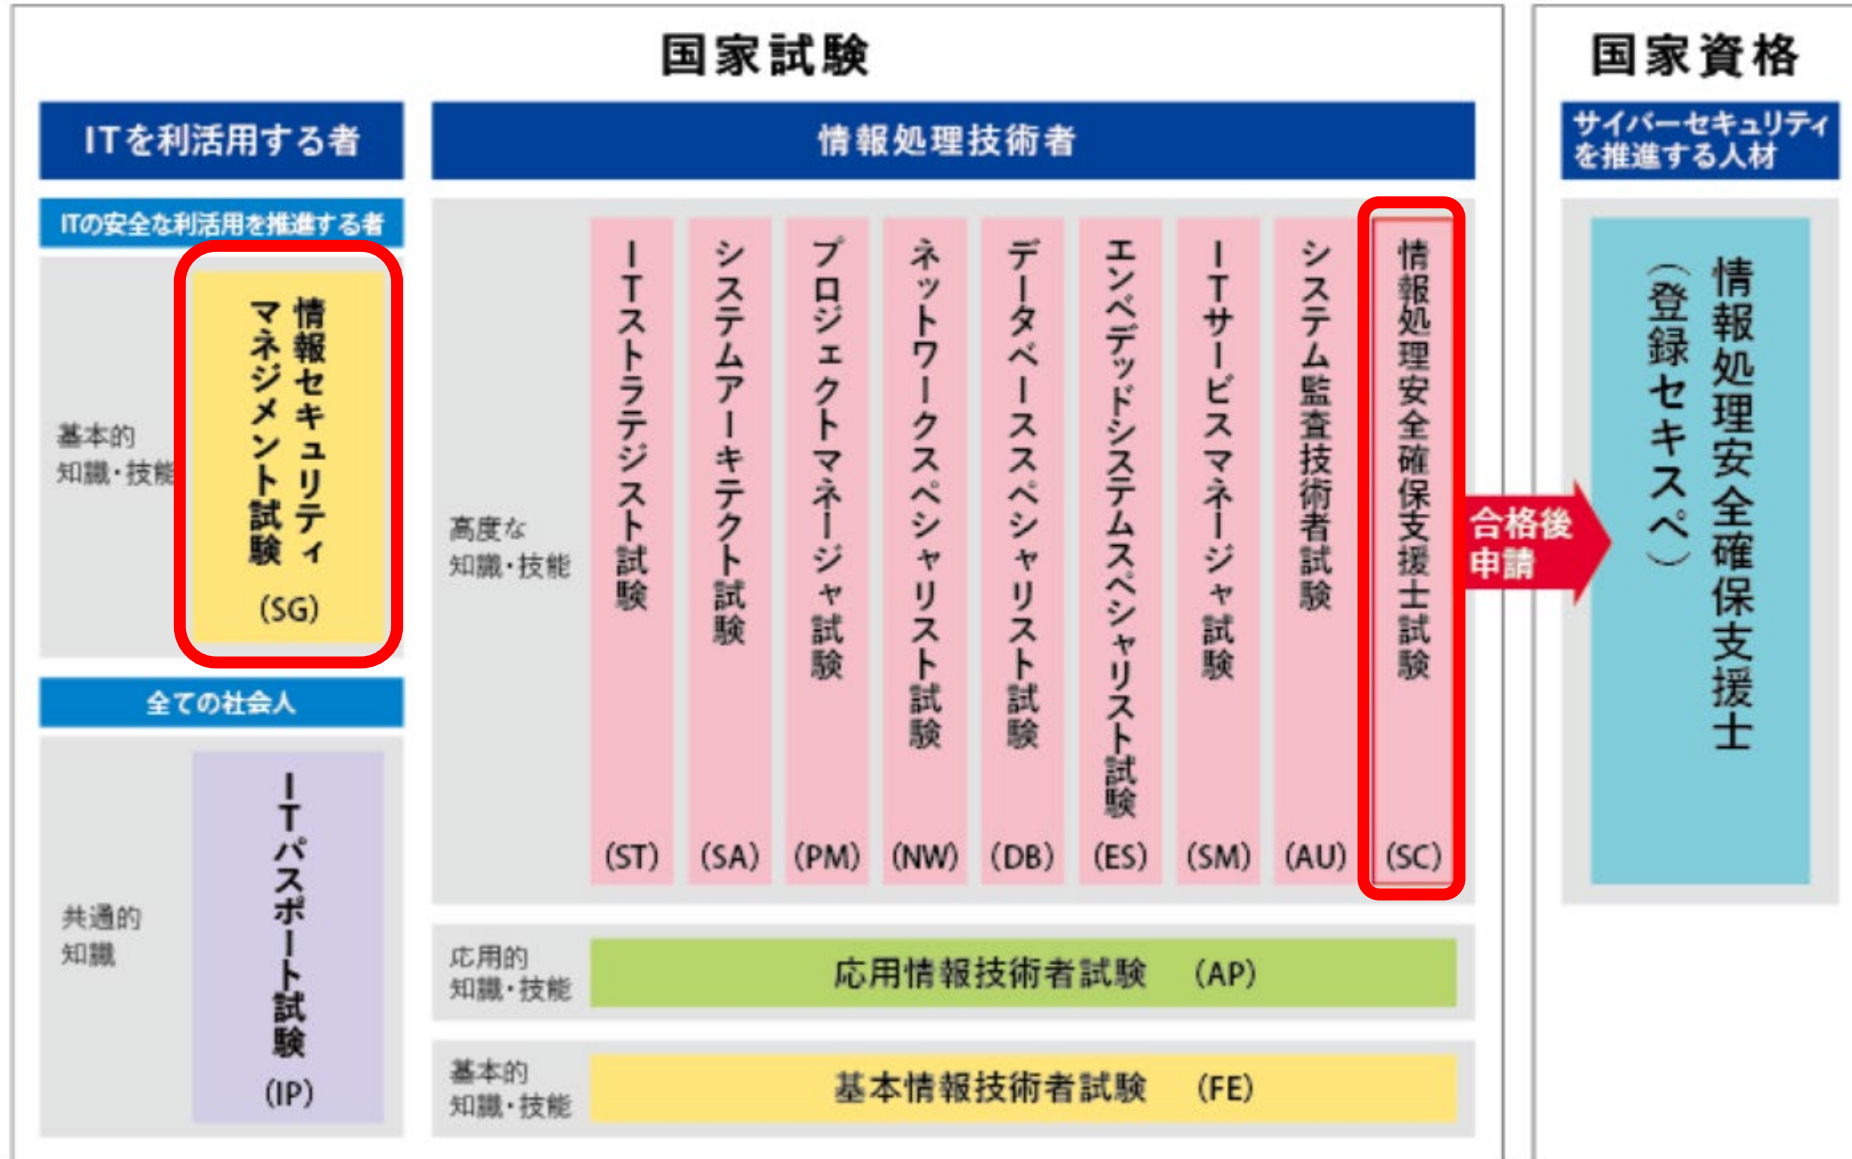 国家試験
ITを利活用する者
ITの安全な利活用を推進する者
基本的
知識・技能
情報セキュリティ
マネジメント試験
(SG)
全ての社会人
共通的
知識
ITパスポート試験
(IP)
情報処理技術者
高度な
知識・技能
ITストラテジスト試験
(ST)
システムアーキテクト試験
(SA)
プロジェクトマネージャ試験
(PM)
ネットワークスペシャリスト試験
(NW)
データベーススペシャリスト試験
(DB)
エンベデッドシステムスペシャリスト試験
(ES)
ITサービスマネージャ試験
(SM)
システム監査技術者試験
(AU)
情報処理安全確保支援士試験
(SC)
応用的
知識・技能
応用情報技術者試験 (AP)
基本的
知識・技能
基本情報技術者試験 (FE)
合格後
申請
国家資格
サイバーセキュリティ
を推進する人材
情報処理安全確保支援士
(登録セキスペ)